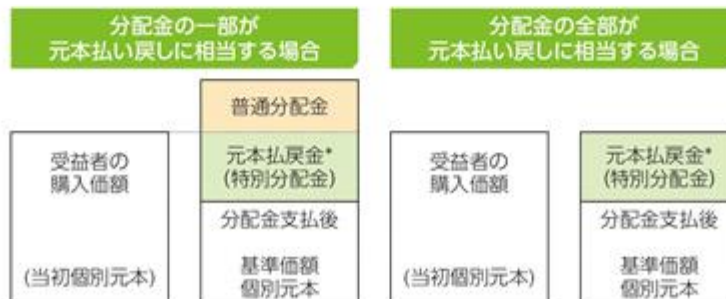 分配金の一部が
元本払い戻しに相当する場合
普通分配金
受益者の
購入価額
(当初個別元本)
元本払戻金*
(特別分配金)
分配金支払後
基準価額
個別元本
分配金の全部が
元本払い戻しに相当する場合
受益者の
購入価額
(当初個別元本)
元本払戻金*
(特別分配金)
分配金支払後
基準価額
個別元本